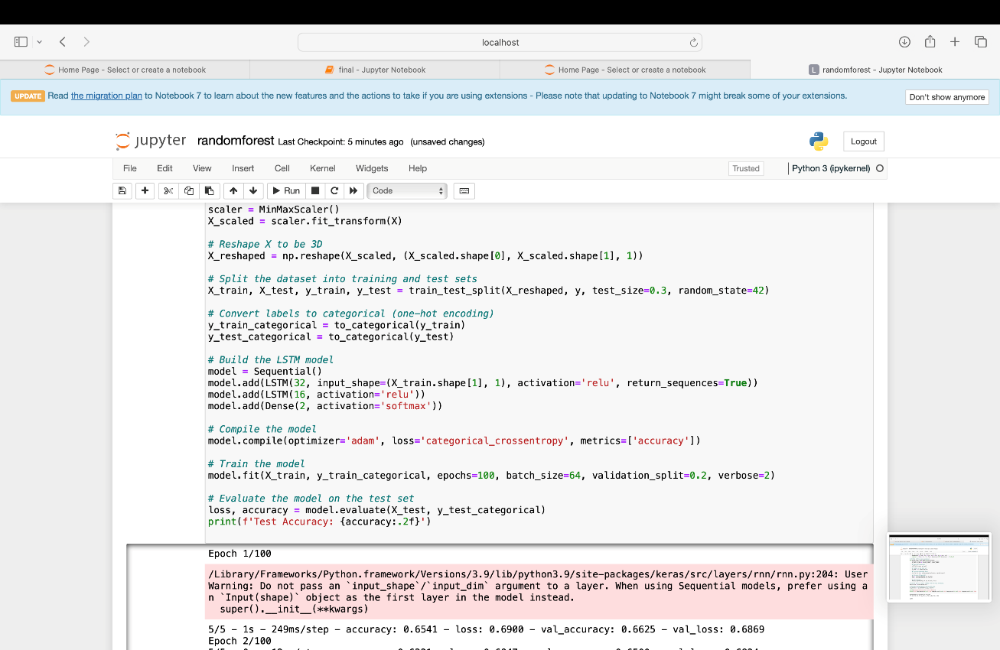 localhost
Home Page - Select or create a notebook
final - Jupyter Notebook
Home Page - Select or create a notebook
L randomforest - Jupyter Notebook
UPDATE Read the migration plan to Notebook 7 to learn about the new features and the actions to take if you are using extensions - Please note that updating to Notebook 7 might break some of your extensions.
Don't show anymore
jupyter randomforest Last Checkpoint: 5 minutes ago (unsaved changes)
Logout
File Edit View Insert Cell Kernel Widgets Help
Trusted
Python 3 (ipykernel)
Run
Code
scaler = MinMaxScaler()
X_scaled = scaler.fit_transform(X)
# Reshape X to be 3D
X_reshaped = np.reshape(X_scaled, (X_scaled.shape[0], X_scaled.shape[1], 1))
# Split the dataset into training and test sets
X_train, X_test, y_train, y_test = train_test_split(X_reshaped, y, test_size=0.3, random_state=42)
# Convert labels to categorical (one-hot encoding)
y_train_categorical = to_categorical(y_train)
y_test_categorical = to_categorical(y_test)
# Build the LSTM model
model = Sequential()
model.add(LSTM(32, input_shape=(X_train.shape[1], 1), activation='relu', return_sequences=True))
model.add(LSTM(16, activation='relu'))
model.add(Dense(2, activation='softmax'))
# Compile the model
model.compile(optimizer='adam', loss='categorical_crossentropy', metrics=['accuracy'])
# Train the model
model.fit(X_train, y_train_categorical, epochs=100, batch_size=64, validation_split=0.2, verbose=2)
# Evaluate the model on the test set
loss, accuracy = model.evaluate(X_test, y_test_categorical)
print(f'Test Accuracy: {accuracy:.2f}')
Epoch 1/100
/Library/Frameworks/Python.framework/Versions/3.9/lib/python3.9/site-packages/keras/src/layers/rnn/rnn.py:204: User
Warning: Do not pass an `input_shape`/`input_dim` argument to a layer. When using Sequential models, prefer using a
n `Input(shape)` object as the first layer in the model instead.
super().__init__(**kwargs)
5/5 - 1s - 249ms/step - accuracy: 0.6541 - loss: 0.6900 - val_accuracy: 0.6625 - val_loss: 0.6869
Epoch 2/100